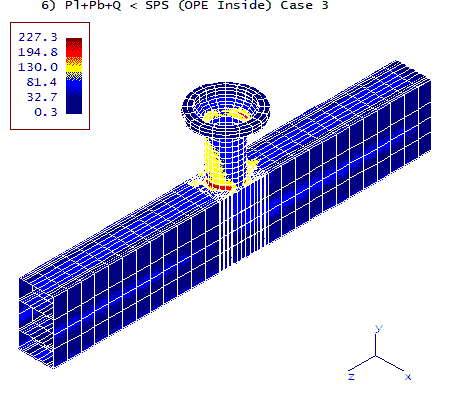 6) Pl+Pb+Q < SPS (OPE Inside) Case 3
227.3
194.8
130.0
81.4
32.7
0.3
y
z
x